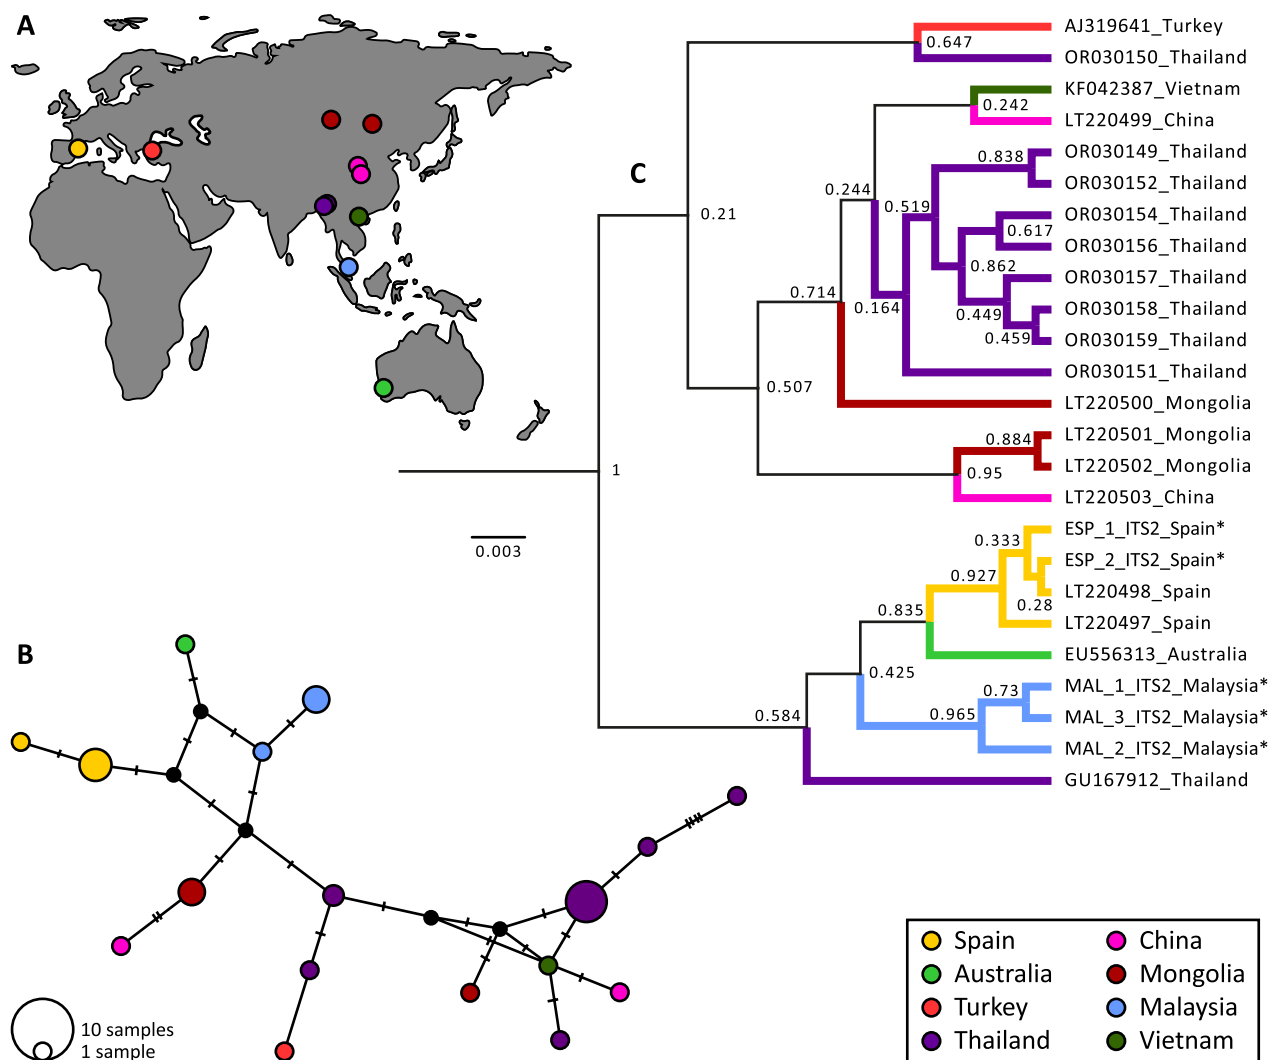 A
B
C
AJ319641_Turkey
0.647
OR030150_Thailand
KF042387_Vietnam
0.242
LT220499_China
0.838
OR030149_Thailand
OR030152_Thailand
0.244
0.519
OR030154_Thailand
0.21
0.617
OR030156_Thailand
0.862
OR030157_Thailand
0.714
0.164
0.449
OR030158_Thailand
0.459
OR030159_Thailand
OR030151_Thailand
0.507
LT220500_Mongolia
0.884
LT220501_Mongolia
LT220502_Mongolia
0.95
1
LT220503_China
ESP_1_ITS2_Spain*
0.333
0.003
ESP_2_ITS2_Spain*
0.927
LT220498_Spain
0.28
0.835
LT220497_Spain
EU556313_Australia
0.425
0.73
MAL_1_ITS2_Malaysia*
0.584
0.965
MAL_3_ITS2_Malaysia*
MAL_2_ITS2_Malaysia*
GU167912_Thailand
10 samples
1 sample
Spain
China
Australia
Mongolia
Turkey
Malaysia
Thailand
Vietnam